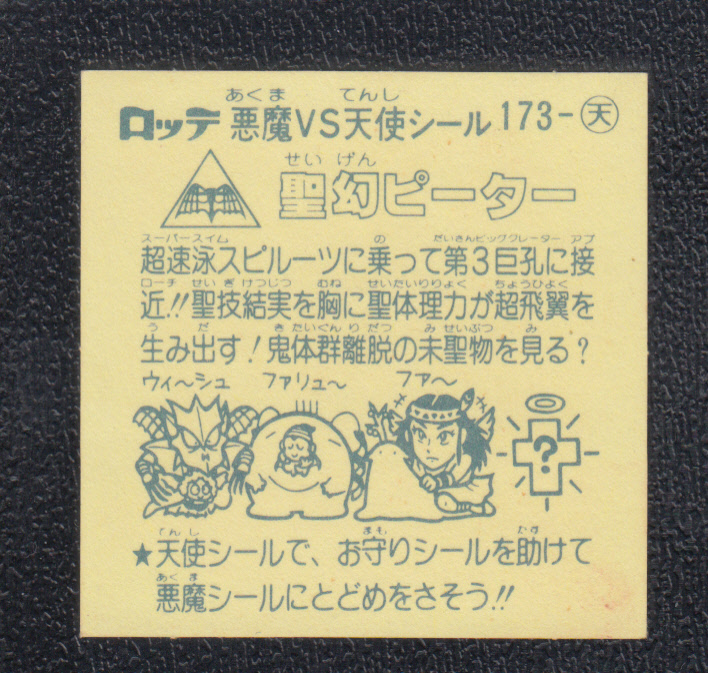 あくま てんし
ロッテ 悪魔VS天使シール 173-天
せい げん
聖幻ピーター
スーパースイム の だいさんビッググレーター アプ
超速泳スピルーツに乗って第3巨孔に接
ローチ せい ぎ けつじつ むね せいたいりりょく ちょうひよく
近!!聖技結実を胸に聖体理力が超飛翼を
う だ きたいぐんりだつ み せいぶつ み
生み出す!鬼体群離脱の未聖物を見る?
ウィ〜シュ ファリュ〜 ファ〜
?
てんし まも たす
★天使シールで、お守りシールを助けて
あくま
悪魔シールにとどめをさそう!!